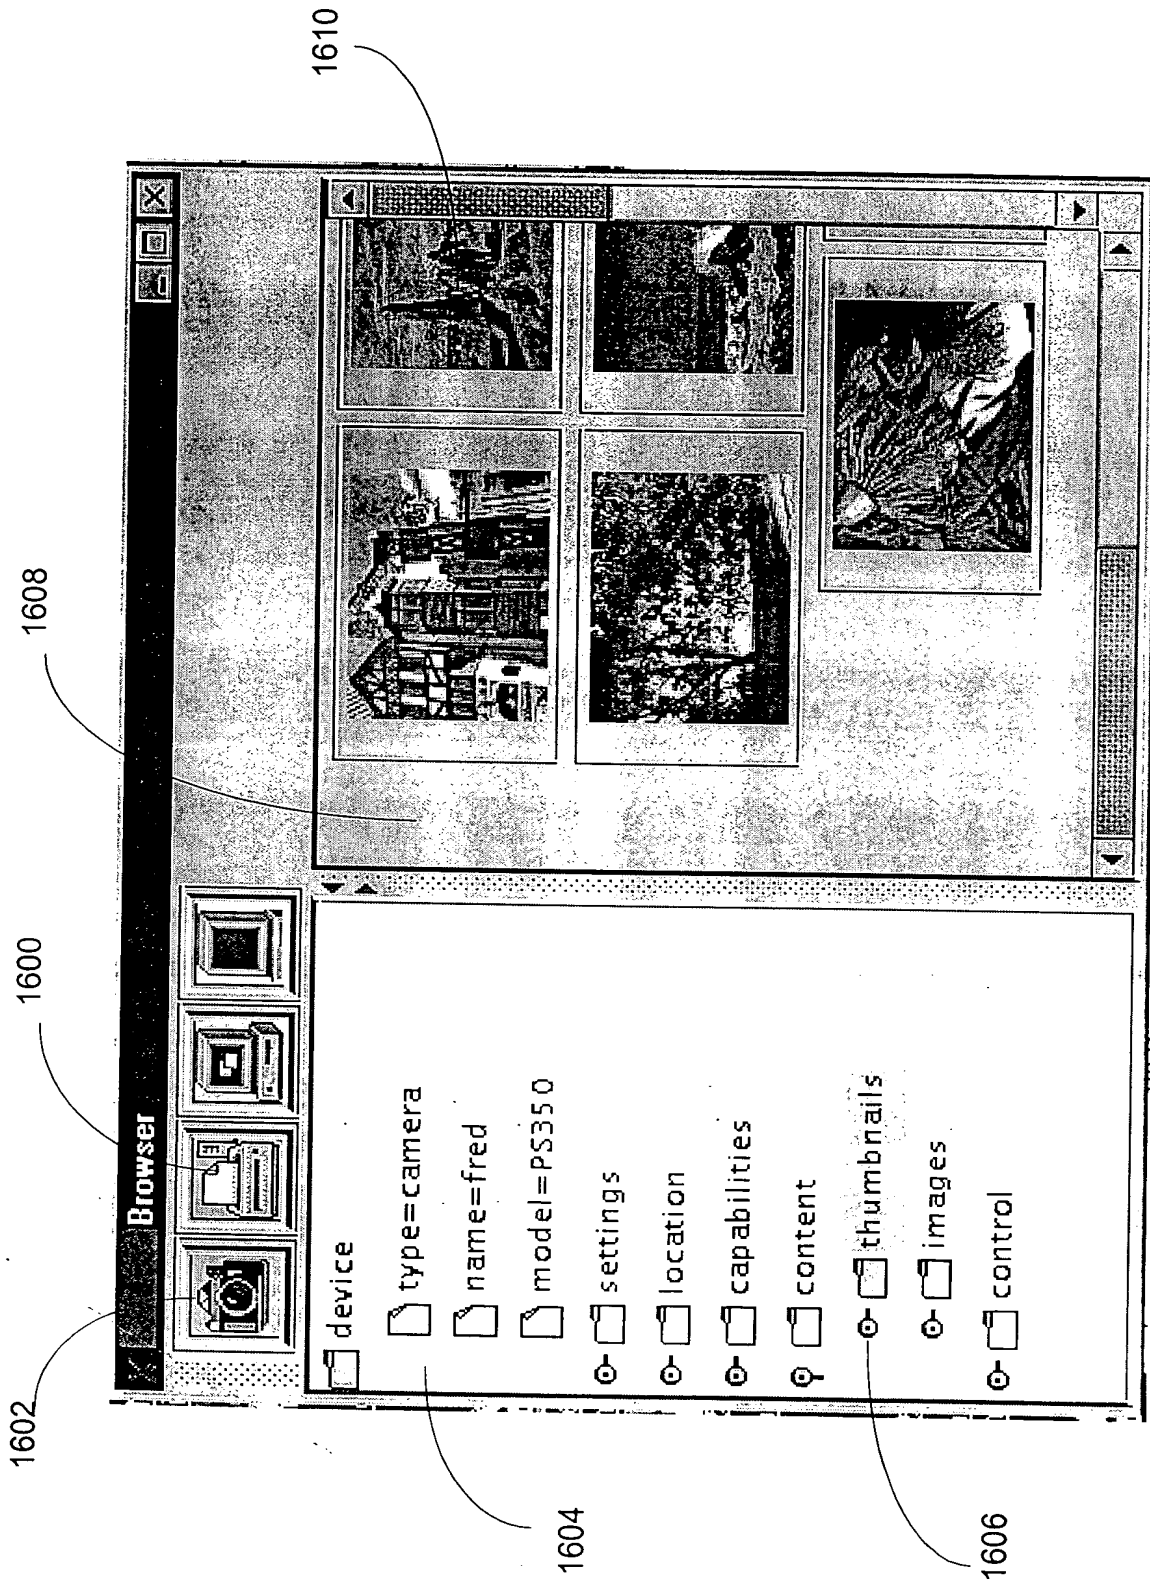 1602
1600
1608
1610
Browser
device
type=camera
name=fred
model=PS350
settings
location
capabilities
content
thumbnails
images
control
1604
1606